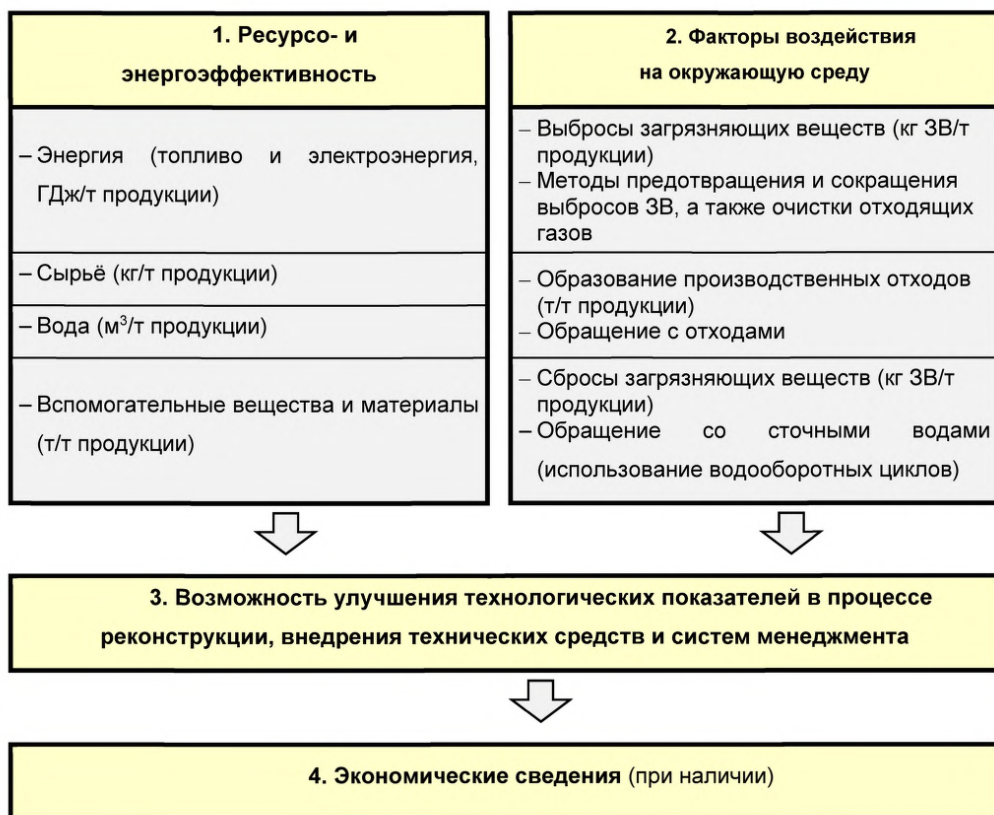 1. Ресурсо- и
энергоэффективность
– Энергия (топливо и электроэнергия,
ГДж/т продукции)
– Сырьё (кг/т продукции)
– Вода (м³/т продукции)
– Вспомогательные вещества и материалы
(т/т продукции)
2. Факторы воздействия
на окружающую среду
– Выбросы загрязняющих веществ (кг ЗВ/т
продукции)
– Методы предотвращения и сокращения
выбросов ЗВ, а также очистки отходящих
газов
– Образование производственных отходов
(т/т продукции)
– Обращение с отходами
– Сбросы загрязняющих веществ (кг ЗВ/т
продукции)
– Обращение со сточными водами
(использование водооборотных циклов)
3. Возможность улучшения технологических показателей в процессе
реконструкции, внедрения технических средств и систем менеджмента
4. Экономические сведения (при наличии)